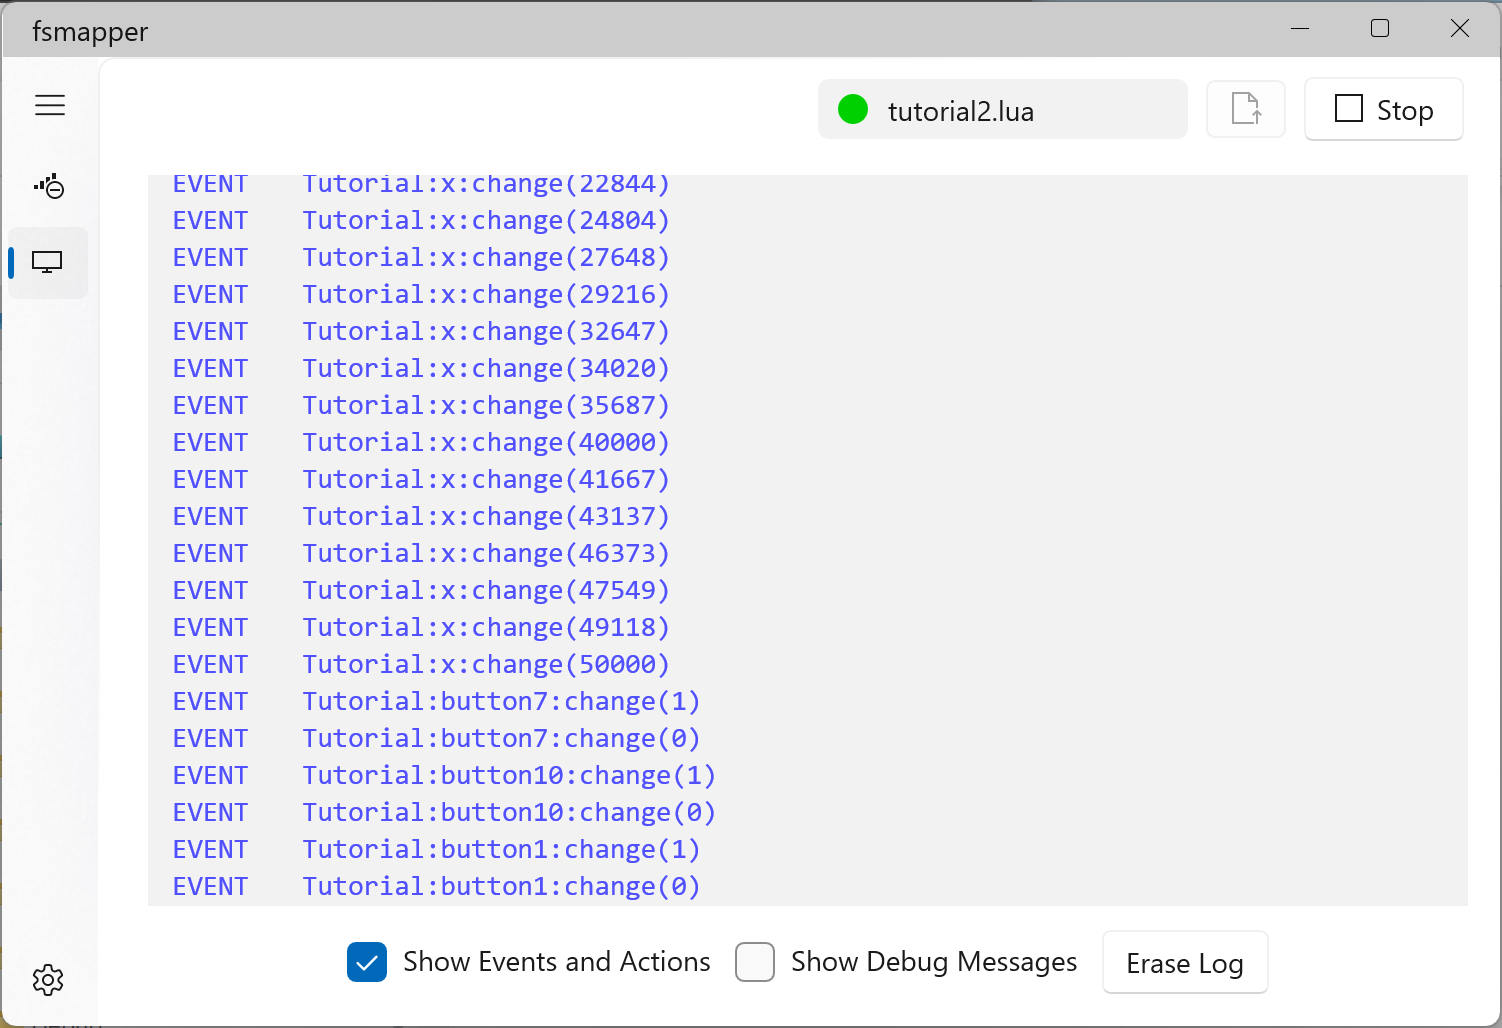 fsmapper
tutorial2.lua
Stop
EVENT Tutorial:x:change(22844)
EVENT Tutorial:x:change(24804)
EVENT Tutorial:x:change(27648)
EVENT Tutorial:x:change(29216)
EVENT Tutorial:x:change(32647)
EVENT Tutorial:x:change(34020)
EVENT Tutorial:x:change(35687)
EVENT Tutorial:x:change(40000)
EVENT Tutorial:x:change(41667)
EVENT Tutorial:x:change(43137)
EVENT Tutorial:x:change(46373)
EVENT Tutorial:x:change(47549)
EVENT Tutorial:x:change(49118)
EVENT Tutorial:x:change(50000)
EVENT Tutorial:button7:change(1)
EVENT Tutorial:button7:change(0)
EVENT Tutorial:button10:change(1)
EVENT Tutorial:button10:change(0)
EVENT Tutorial:button1:change(1)
EVENT Tutorial:button1:change(0)
Show Events and Actions
Show Debug Messages
Erase Log